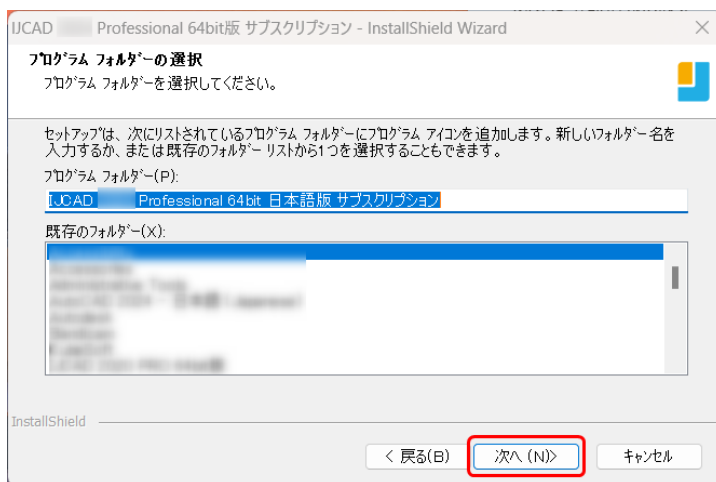 IJCAD Professional 64bit版 サブスクリプション - InstallShield Wizard
プログラム フォルダーの選択
プログラム フォルダーを選択してください。
セットアップは、次にリストされているプログラム フォルダーにプログラム アイコンを追加します。新しいフォルダー名を
入力するか、または既存のフォルダー リストから1つを選択することもできます。
プログラム フォルダー(P):
IJCAD Professional 64bit 日本語版 サブスクリプション
既存のフォルダー(X):
InstallShield
< 戻る(B)
次へ (N)>
キャンセル